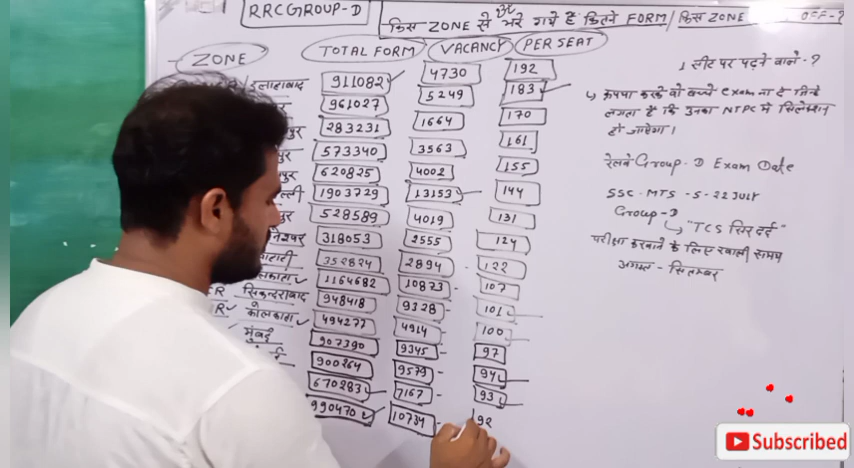 RRC GROUP-D
किस ZONE से भरे गये हैं कितने FORM / किस ZONE
ZONE TOTAL FORM VACANCY PER SEAT
इलाहाबाद 911082 4730 192
961027 5249 183
283231 1664 170
573340 3563 161
620825 4002 155
1903729 13153 144
528589 4019 131
318053 2555 124
352824 2894 122
1164682 10873 107
सिकन्दराबाद 948418 9328 101
कोलकाता 494277 4914 100
मुंबई 907390 9345 97
900264 9579 94
670283 7167 93
990470 10734 92
1 सीट पर पढ़ने वाले - ?
कृपया करके वो बच्चे exam ना दे जिन्हे
लगता है कि उनका NTPC मे सिलेक्शन
हो जाऐगा।
रेलवे Group-D Exam Date
SSC-MTS - 5-22 JULY
Group-D
"TCS सिरदर्द"
परीक्षा करवाने के लिए खाली समय
अगस्त - सितम्बर
Subscribed